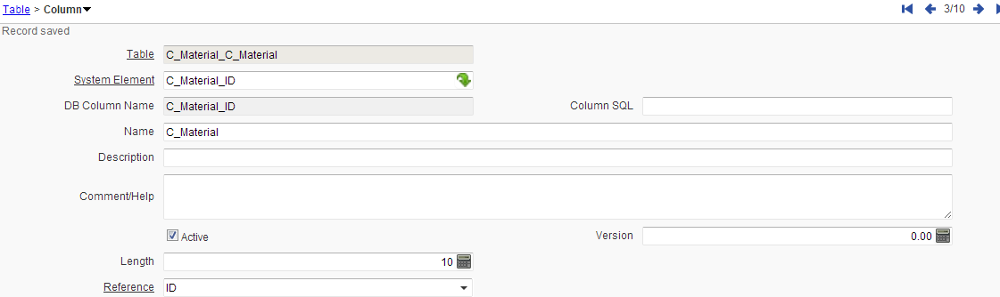 Table > Column 3/10
Record saved
Table C_Material_C_Material
System Element C_Material_ID
DB Column Name C_Material_ID Column SQL
Name C_Material
Description
Comment/Help
Active Version 0.00
Length 10
Reference ID